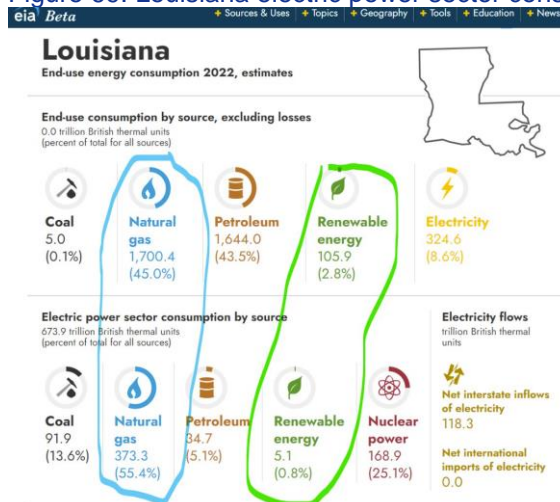 Figure 60. Louisiana electric power sector cons
eia Beta
+ Sources & Uses + Topics + Geography + Tools + Education + News
Louisiana
End-use energy consumption 2022, estimates
End-use consumption by source, excluding losses
0.0 trillion British thermal units
(percent of total for all sources)
Coal
5.0
(0.1%)
Natural
gas
1,700.4
(45.0%)
Petroleum
1,644.0
(43.5%)
Renewable
energy
105.9
(2.8%)
Electricity
324.6
(8.6%)
Electric power sector consumption by source
673.9 trillion British thermal units
(percent of total for all sources)
Coal
91.9
(13.6%)
Natural
gas
373.3
(55.4%)
Petroleum
34.7
(5.1%)
Renewable
energy
5.1
(0.8%)
Nuclear
power
168.9
(25.1%)
Electricity flows
trillion British thermal
units
Net interstate inflows
of electricity
118.3
Net international
imports of electricity
0.0